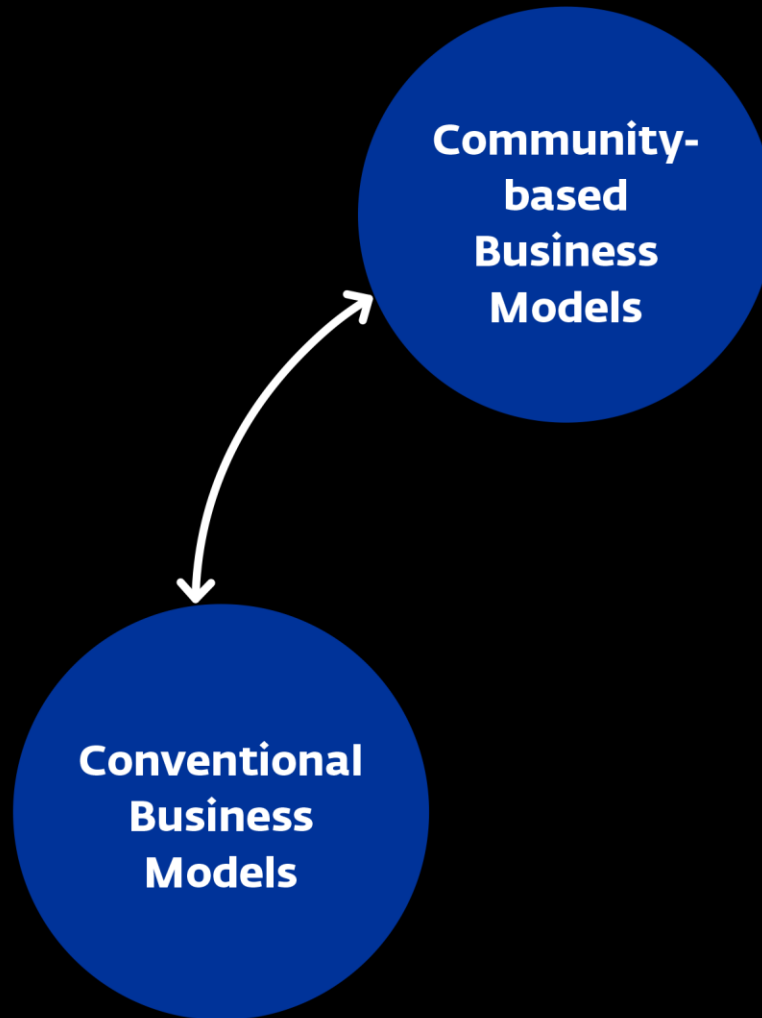 Community-
based
Business
Models
Conventional
Business
Models